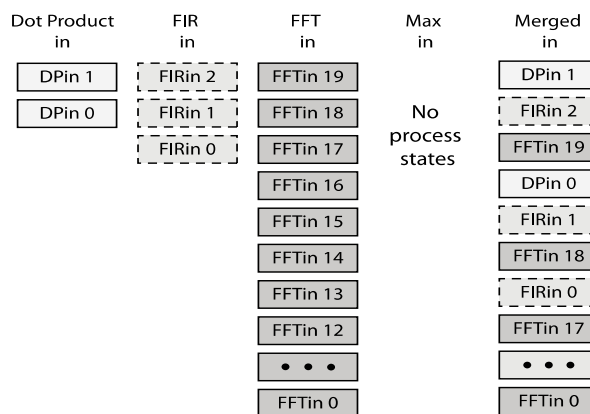 Dot Product in
FIR in
FFT in
Max in
Merged in
DPin 1
FIRin 2
FFTin 19
DPin 1
DPin 0
FIRin 1
FFTin 18
No process states
FIRin 2
FIRin 0
FFTin 17
FFTin 19
FFTin 16
DPin 0
FFTin 15
FIRin 1
FFTin 14
FFTin 18
FFTin 13
FIRin 0
FFTin 12
FFTin 17
• • •
• • •
FFTin 0
FFTin 0